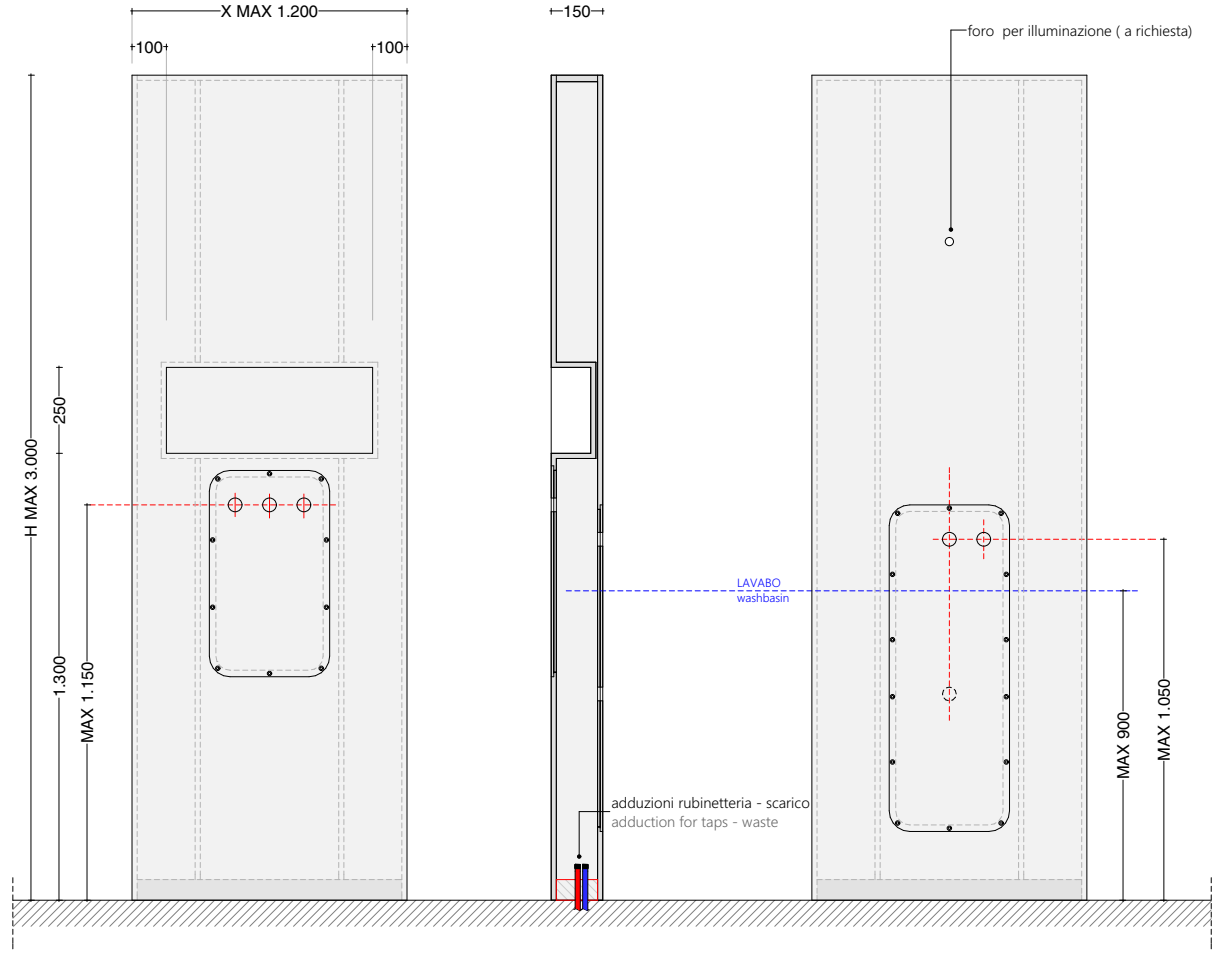 X MAX 1.200
150
foro  per illuminazione ( a richiesta)
100
100
250
H MAX 3.000
LAVABO
washbasin
1.300
MAX 1.150
MAX 900
MAX 1.050
adduzioni rubinetteria - scarico
adduction for taps - waste